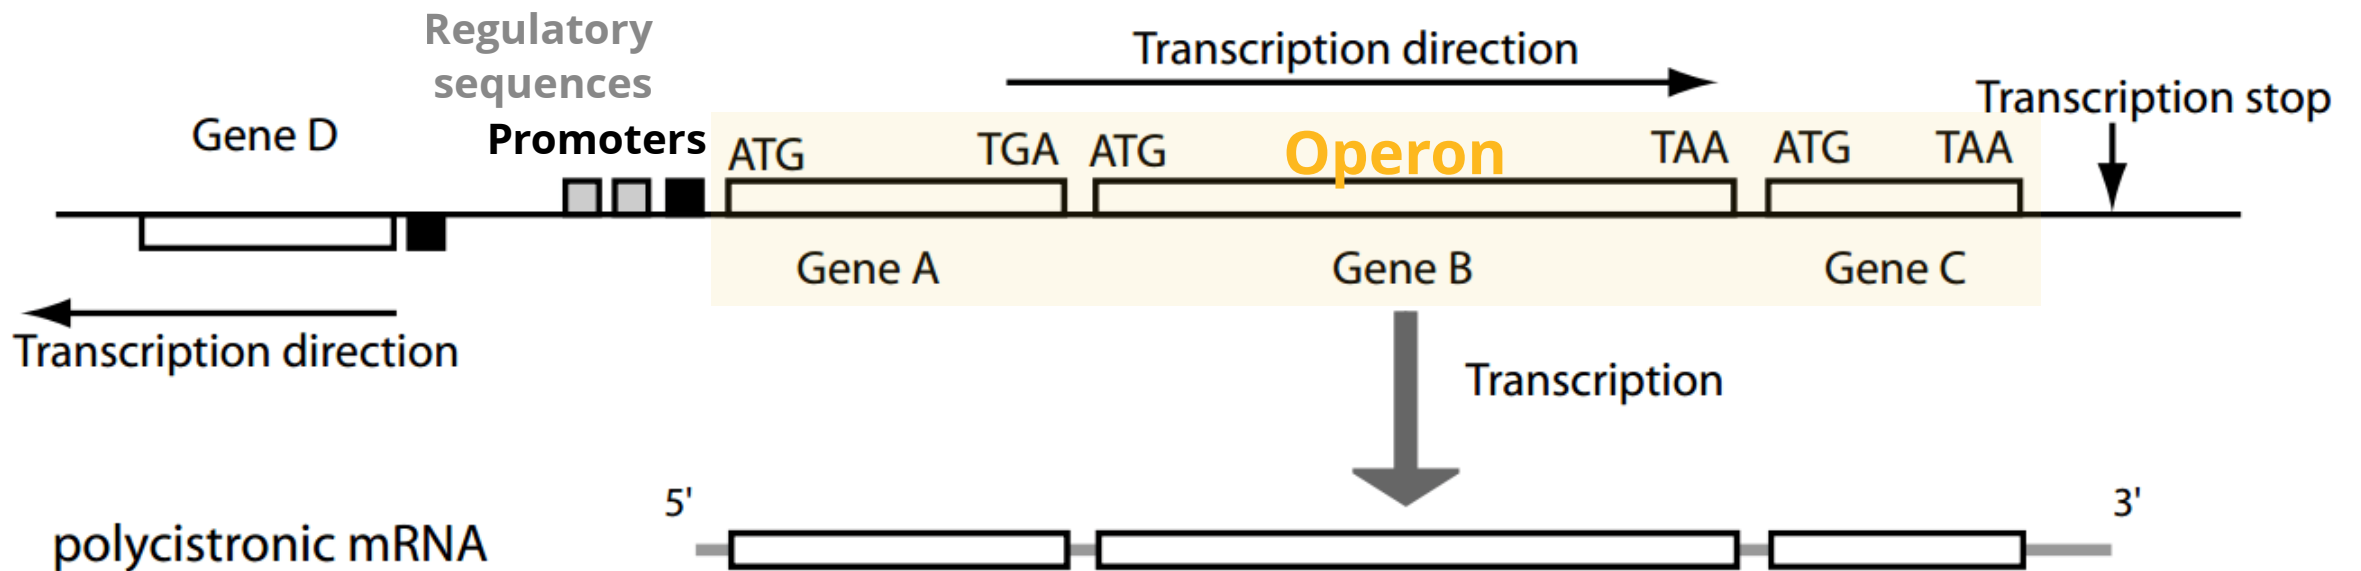 Regulatory
sequences
Transcription direction
Transcription stop
Gene D
Promoters
ATG
TGA
ATG
Operon
TAA
ATG
TAA
Gene A
Gene B
Gene C
Transcription direction
Transcription
5'
3'
polycistronic mRNA